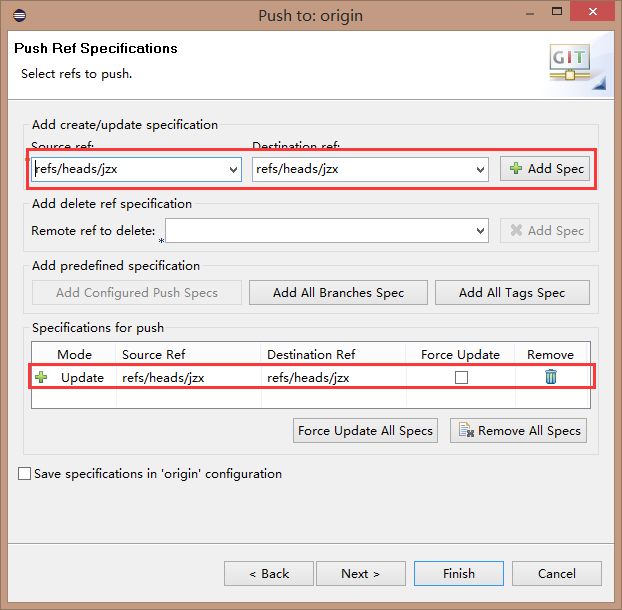 Push to: origin
Push Ref Specifications
Select refs to push.
GIT
Add create/update specification
Source ref: Destination ref:
refs/heads/jzx refs/heads/jzx Add Spec
Add delete ref specification
Remote ref to delete: * Add Spec
Add predefined specification
Add Configured Push Specs Add All Branches Spec Add All Tags Spec
Specifications for push
Mode Source Ref Destination Ref Force Update Remove
Update refs/heads/jzx refs/heads/jzx
Force Update All Specs Remove All Specs
Save specifications in 'origin' configuration
< Back Next > Finish Cancel